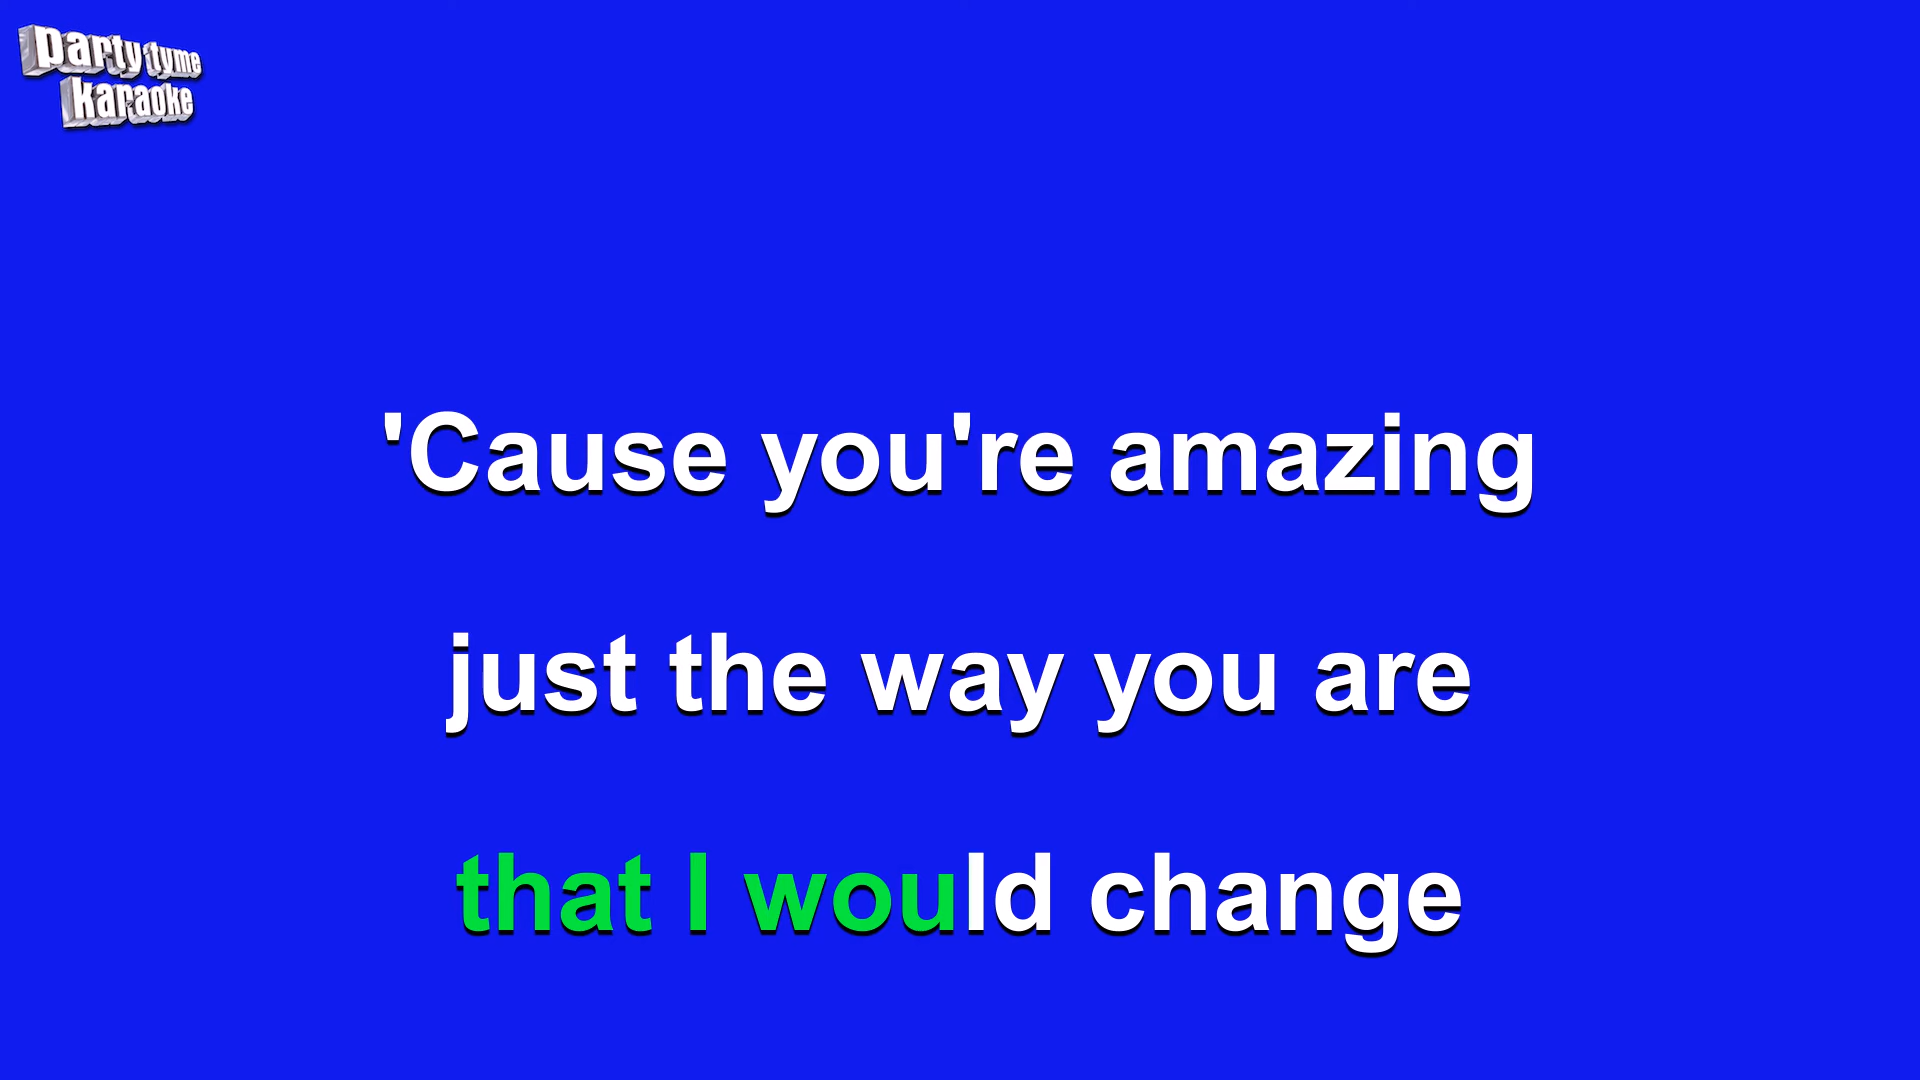 party tyme
karaoke
'Cause you're amazing
just the way you are
that I would change